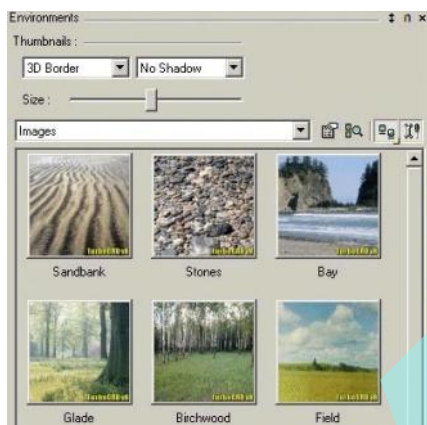 Environments
Thumbnails :
3D Border No Shadow
Size :
Images
Sandbank Stones Bay
Glade Birchwood Field